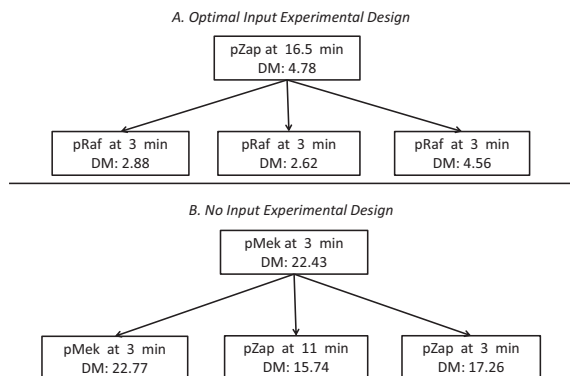 A. Optimal Input Experimental Design
pZap at 16.5 min
DM: 4.78
pRaf at 3 min
DM: 2.88
pRaf at 3 min
DM: 2.62
pRaf at 3 min
DM: 4.56
B. No Input Experimental Design
pMek at 3 min
DM: 22.43
pMek at 3 min
DM: 22.77
pZap at 11 min
DM: 15.74
pZap at 3 min
DM: 17.26